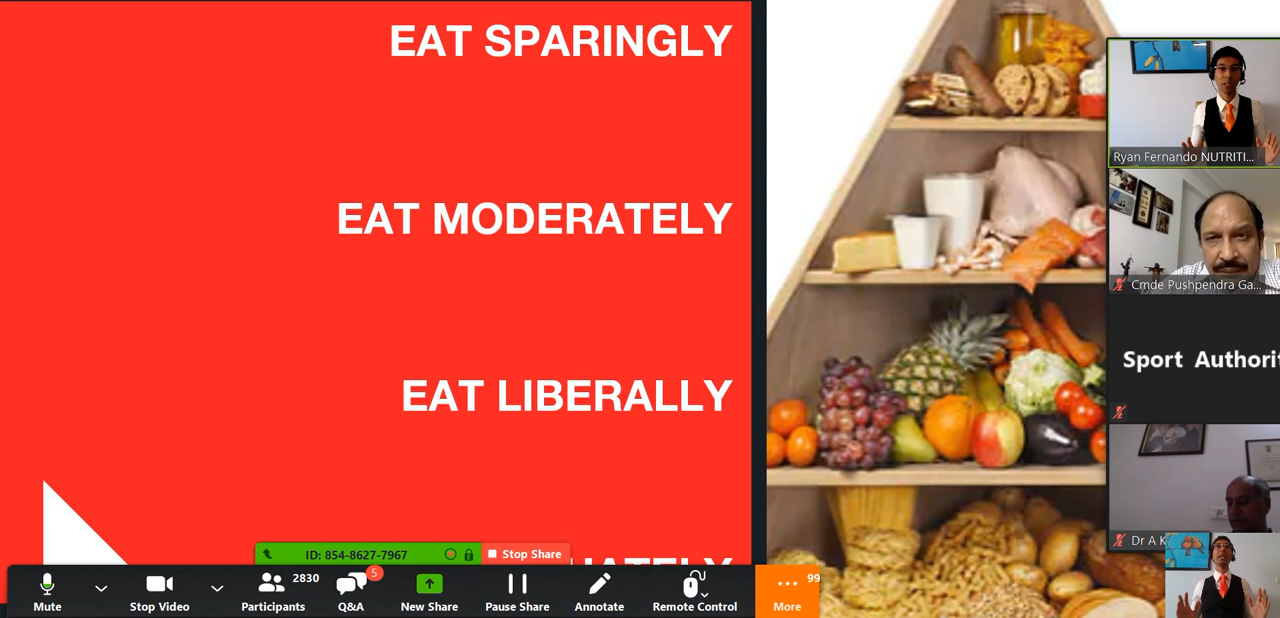 EAT SPARINGLY
EAT MODERATELY
EAT LIBERALLY
Ryan Fernando NUTRITI...
Cmde Pushpendra Ga...
Sport Authorit
Dr A K
ID: 854-8627-7967
Stop Share
Mute
Stop Video
Participants
2830
Q&A
5
New Share
Pause Share
Annotate
Remote Control
More
99